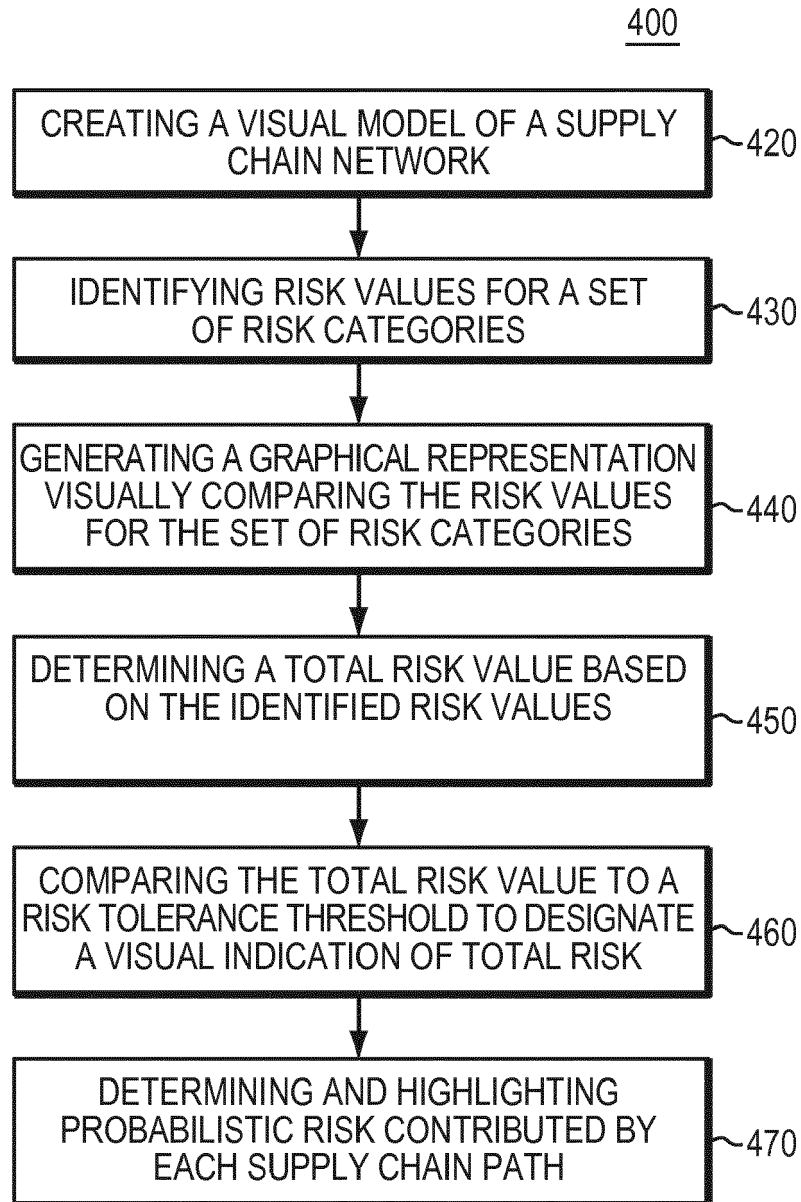 400
CREATING A VISUAL MODEL OF A SUPPLY
CHAIN NETWORK
420
IDENTIFYING RISK VALUES FOR A SET
OF RISK CATEGORIES
430
GENERATING A GRAPHICAL REPRESENTATION
VISUALLY COMPARING THE RISK VALUES
FOR THE SET OF RISK CATEGORIES
440
DETERMINING A TOTAL RISK VALUE BASED
ON THE IDENTIFIED RISK VALUES
450
COMPARING THE TOTAL RISK VALUE TO A
RISK TOLERANCE THRESHOLD TO DESIGNATE
A VISUAL INDICATION OF TOTAL RISK
460
DETERMINING AND HIGHLIGHTING
PROBABILISTIC RISK CONTRIBUTED BY
EACH SUPPLY CHAIN PATH
470